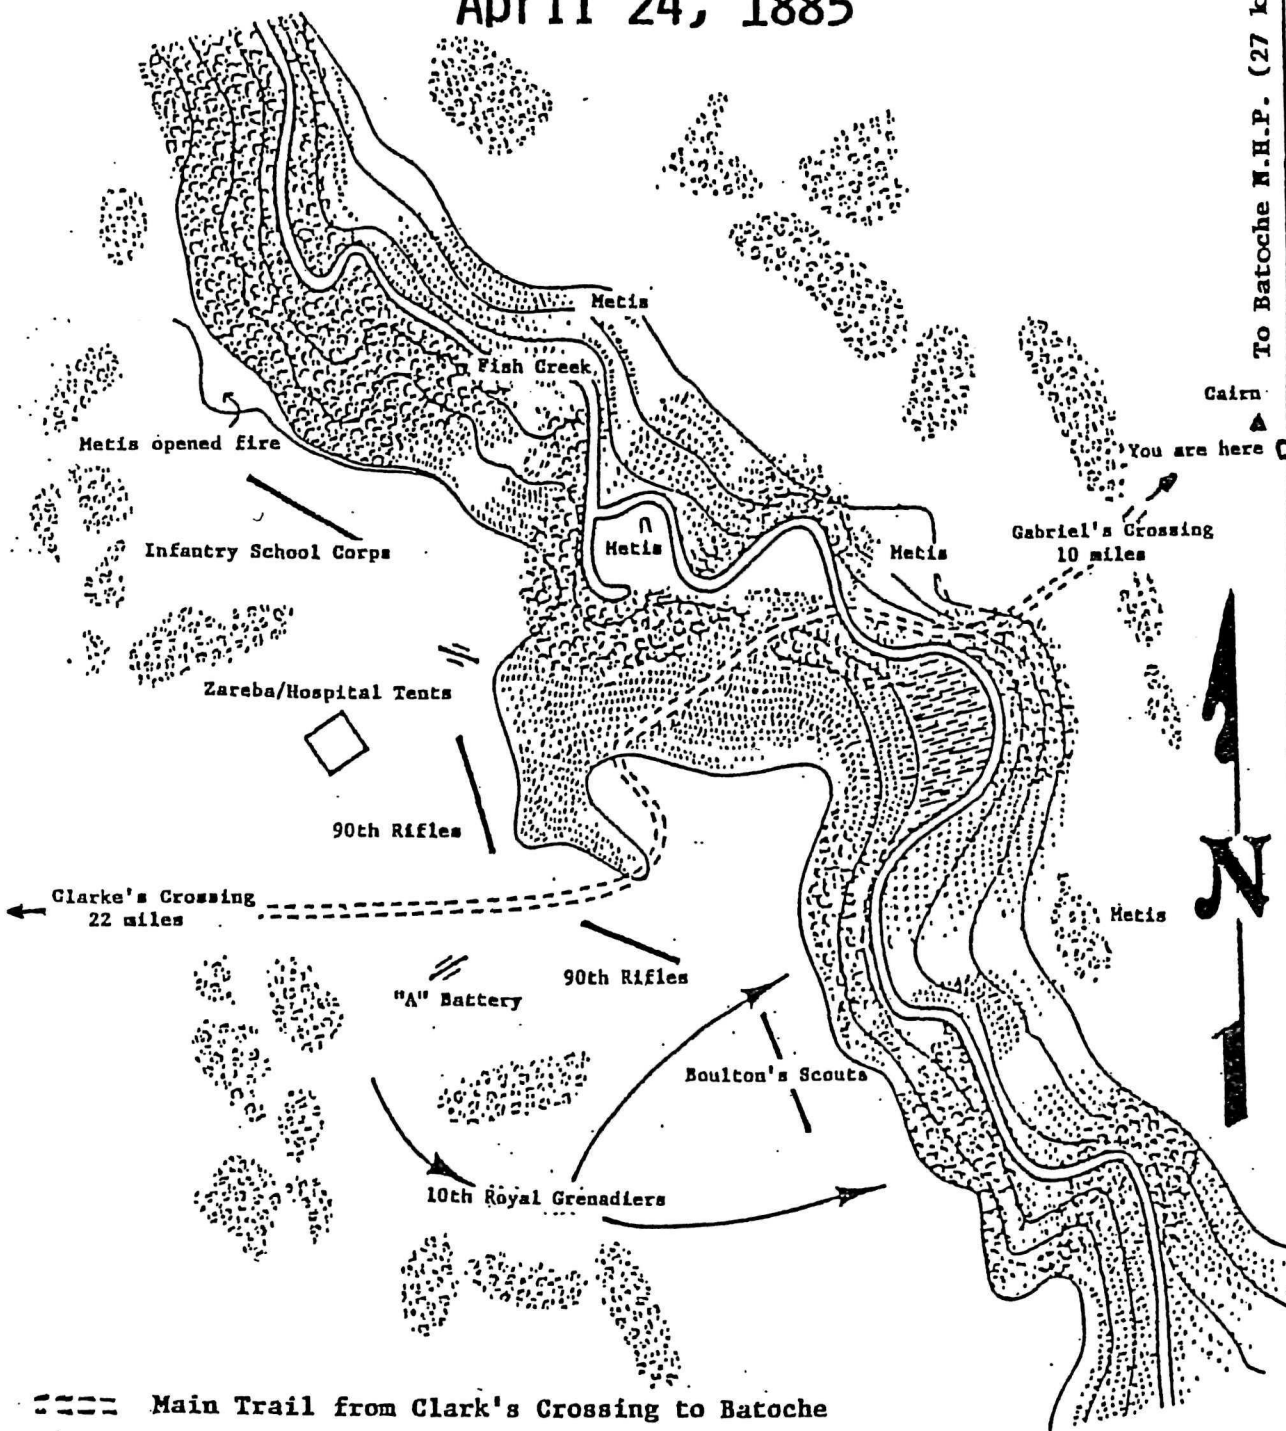 April 24, 1885
To Batoche N.H.P. (27 k
Metis
Fish Creek
Cairn
You are here
Metis opened fire
Gabriel's Crossing
10 miles
Infantry School Corps
Metis
Metis
Zareba/Hospital Tents
90th Rifles
Clarke's Crossing
22 miles
Metis
N
90th Rifles
"A" Battery
Boulton's Scouts
10th Royal Grenadiers
Main Trail from Clark's Crossing to Batoche